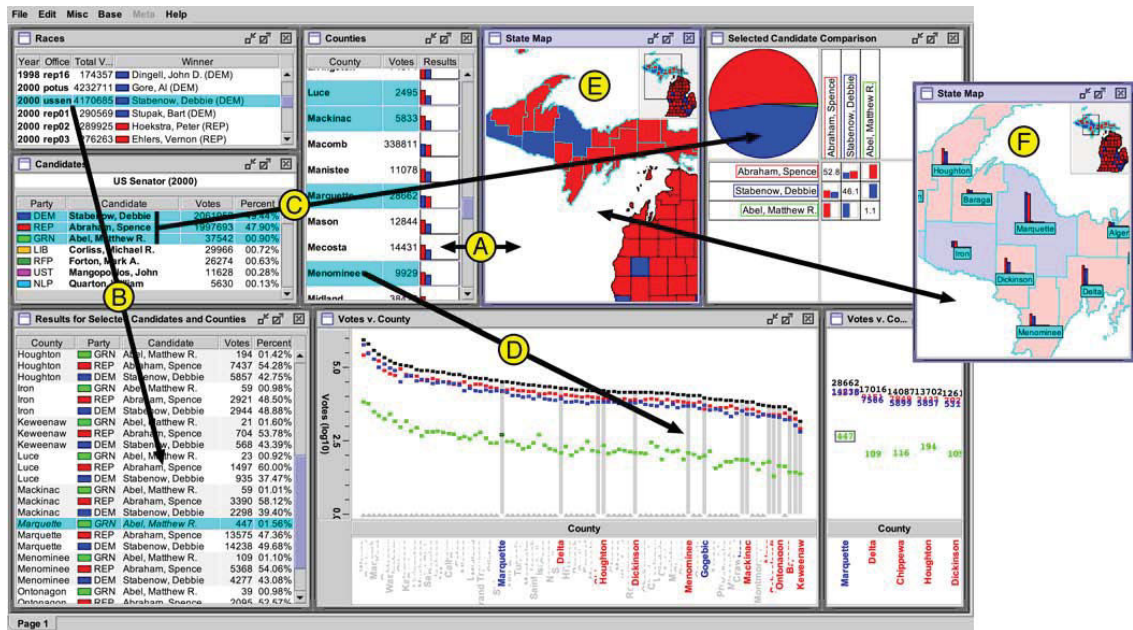 File Edit Misc Base Meta Help
Races
Year Office Total V... Winner
1998 rep16 174357 Dingell, John D. (DEM)
2000 potus 4232711 Gore, Al (DEM)
2000 ussen 4170685 Stabenow, Debbie (DEM)
2000 rep01 290569 Stupak, Bart (DEM)
2000 rep02 289925 Hoekstra, Peter (REP)
2000 rep03 276263 Ehlers, Vernon (REP)
Candidates
US Senator (2000)
Party Candidate Votes Percent
DEM Stabenow, Debbie
REP Abraham, Spence 1997693 47.90%
GRN Abel, Matthew R. 37542 00.90%
LIB Corliss, Michael R. 29966 00.72%
RFP Forton, Mark A. 26274 00.63%
UST Mangopoulos, John 11628 00.28%
NLP Quarton, William 5630 00.13%
Counties
County Votes Results
Luce 2495
Mackinac 5833
Macomb 338811
Manistee 11078
Marquette 28662
Mason 12844
Mecosta 14431
Menominee 9929
Midland
State Map
Selected Candidate Comparison
Abraham, Spence
Stabenow, Debbie
Abel, Matthew R.
Abraham, Spence 52.8
Stabenow, Debbie 46.1
Abel, Matthew R. 1.1
State Map
Houghton
Baraga
Marquette
Alger
Iron
Dickinson
Delta
Menominee
A
B
C
D
E
F
Results for Selected Candidates and Counties
County Party Candidate Votes Percent
Houghton GRN Abel, Matthew R. 194 01.42%
Houghton REP Abraham, Spence 7437 54.28%
Houghton DEM Stabenow, Debbie 5857 42.75%
Iron GRN Abel, Matthew R. 59 00.98%
Iron REP Abraham, Spence 2921 48.50%
Iron DEM Stabenow, Debbie 2944 48.88%
Keweenaw GRN Abel, Matthew R. 21 01.60%
Keweenaw REP Abraham, Spence 704 53.78%
Keweenaw DEM Stabenow, Debbie 568 43.39%
Luce GRN Abel, Matthew R. 23 00.92%
Luce REP Abraham, Spence 1497 60.00%
Luce DEM Stabenow, Debbie 935 37.47%
Mackinac GRN Abel, Matthew R. 59 01.01%
Mackinac REP Abraham, Spence 3390 58.12%
Mackinac DEM Stabenow, Debbie 2298 39.40%
Marquette GRN Abel, Matthew R. 447 01.56%
Marquette REP Abraham, Spence 13575 47.36%
Marquette DEM Stabenow, Debbie 14238 49.68%
Menominee GRN Abel, Matthew R. 109 01.10%
Menominee REP Abraham, Spence 5368 54.06%
Menominee DEM Stabenow, Debbie 4277 43.08%
Ontonagon GRN Abel, Matthew R. 39 00.98%
Ontonagon REP Abraham, Spence 2095 52.57%
Votes v. County
Votes (log10)
5.0
2.5
0.0
County
Marquette
Delta
Houghton
Dickinson
Menominee
Gogebic
Mackinac
Ontonagon
Keweenaw
Votes v. Co...
28662 17016 14087 13702 1261
447 109 116 194 105
County
Marquette
Delta
Chippewa
Houghton
Dickinson
Page 1